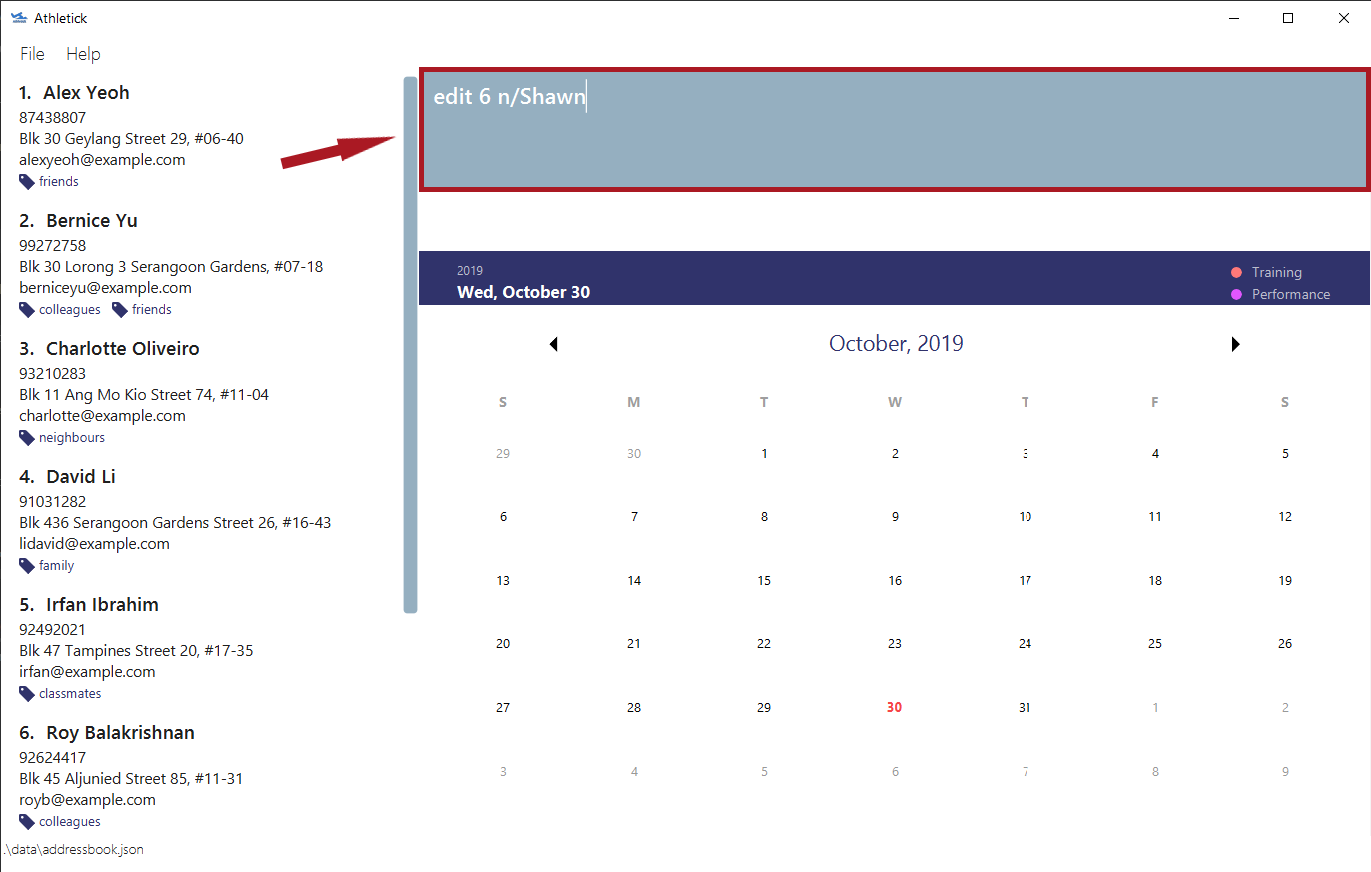 Athletick
File Help
1. Alex Yeoh
87438807
Blk 30 Geylang Street 29, #06-40
alexyeoh@example.com
friends
2. Bernice Yu
99272758
Blk 30 Lorong 3 Serangoon Gardens, #07-18
berniceyu@example.com
colleagues friends
3. Charlotte Oliveiro
93210283
Blk 11 Ang Mo Kio Street 74, #11-04
charlotte@example.com
neighbours
4. David Li
91031282
Blk 436 Serangoon Gardens Street 26, #16-43
lidavid@example.com
family
5. Irfan Ibrahim
92492021
Blk 47 Tampines Street 20, #17-35
irfan@example.com
classmates
6. Roy Balakrishnan
92624417
Blk 45 Aljunied Street 85, #11-31
royb@example.com
colleagues
.\data\addressbook.json
edit 6 n/Shawn
2019
Wed, October 30
Training
Performance
October, 2019
S M T W T F S
29 30 1 2 3 4 5
6 7 8 9 10 11 12
13 14 15 16 17 18 19
20 21 22 23 24 25 26
27 28 29 30 31 1 2
3 4 5 6 7 8 9